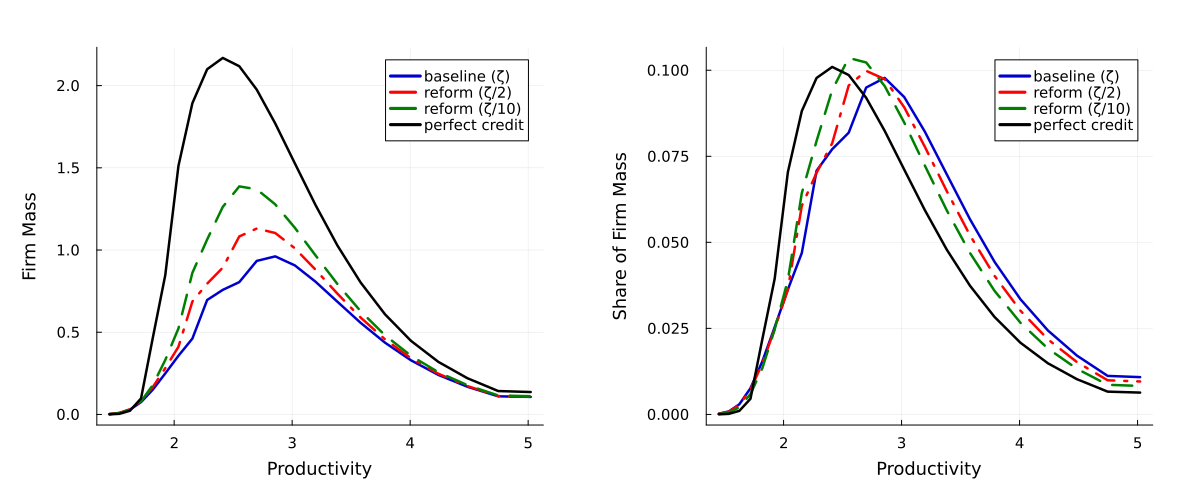 Firm Mass
2.0
1.5
1.0
0.5
0.0
2 3 4 5
Productivity
baseline (ζ)
reform (ζ/2)
reform (ζ/10)
perfect credit
Share of Firm Mass
0.100
0.075
0.050
0.025
0.000
2 3 4 5
Productivity
baseline (ζ)
reform (ζ/2)
reform (ζ/10)
perfect credit